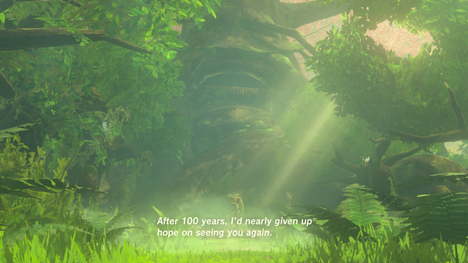 After 100 years, I'd nearly given up
hope on seeing you again.